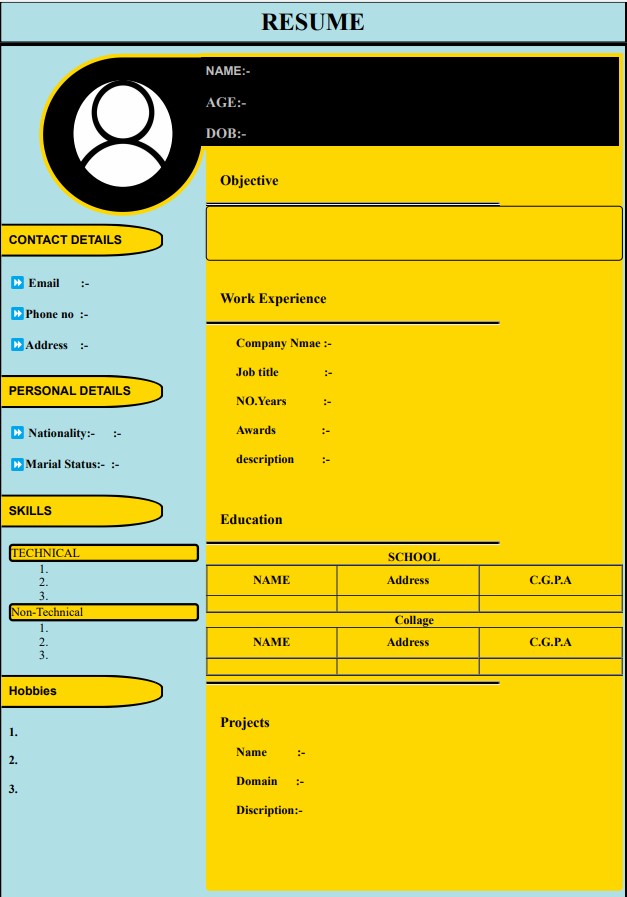 RESUME
NAME:-
AGE:-
DOB:-
CONTACT DETAILS
Email :-
Phone no :-
Address :-
PERSONAL DETAILS
Nationality:- :-
Marial Status:- :-
SKILLS
TECHNICAL
1.
2.
3.
Non-Technical
1.
2.
3.
Hobbies
1.
2.
3.
Objective
Work Experience
Company Nmae :-
Job title :-
NO.Years :-
Awards :-
description :-
Education
SCHOOL
NAME Address C.G.P.A
Collage
NAME Address C.G.P.A
Projects
Name :-
Domain :-
Discription:-